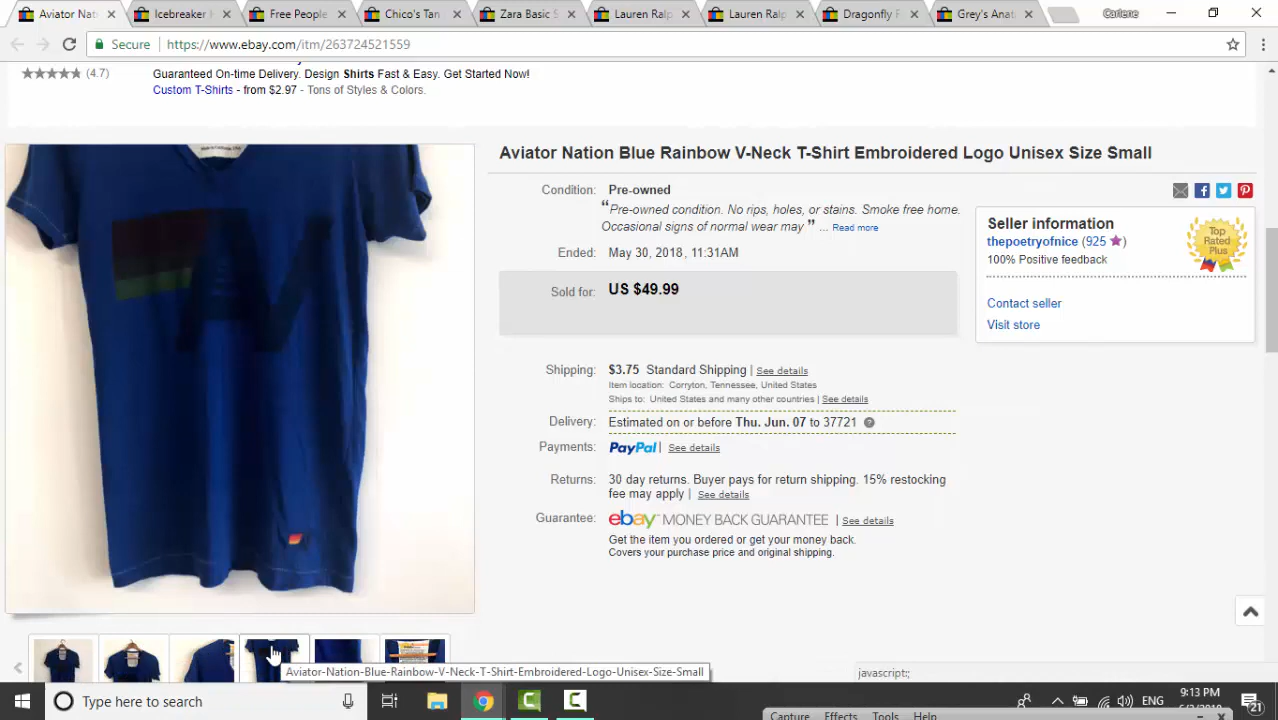 Aviator Nat
Icebreaker
Free People
Chico's Tan
Zara Basic S
Lauren Ralp
Lauren Ralp
Dragonfly F
Grey's Anat
Carlene
Secure
https://www.ebay.com/itm/263724521559
(4.7)
Guaranteed On-time Delivery. Design Shirts Fast & Easy. Get Started Now!
Custom T-Shirts - from $2.97 - Tons of Styles & Colors.
Aviator Nation Blue Rainbow V-Neck T-Shirt Embroidered Logo Unisex Size Small
Condition: Pre-owned
“Pre-owned condition. No rips, holes, or stains. Smoke free home.
Occasional signs of normal wear may ” ... Read more
Ended: May 30, 2018 , 11:31AM
Sold for: US $49.99
Shipping: $3.75 Standard Shipping | See details
Item location: Corryton, Tennessee, United States
Ships to: United States and many other countries | See details
Delivery: Estimated on or before Thu. Jun. 07 to 37721
Payments: PayPal | See details
Returns: 30 day returns. Buyer pays for return shipping. 15% restocking
fee may apply | See details
Guarantee: ebay MONEY BACK GUARANTEE | See details
Get the item you ordered or get your money back.
Covers your purchase price and original shipping.
Seller information
thepoetryofnice (925 )
100% Positive feedback
Top
Rated
Plus
Contact seller
Visit store
Aviator-Nation-Blue-Rainbow-V-Neck-T-Shirt-Embroidered-Logo-Unisex-Size-Small
javascript:;
Type here to search
ENG
9:13 PM
21
Capture Effects Tools Help